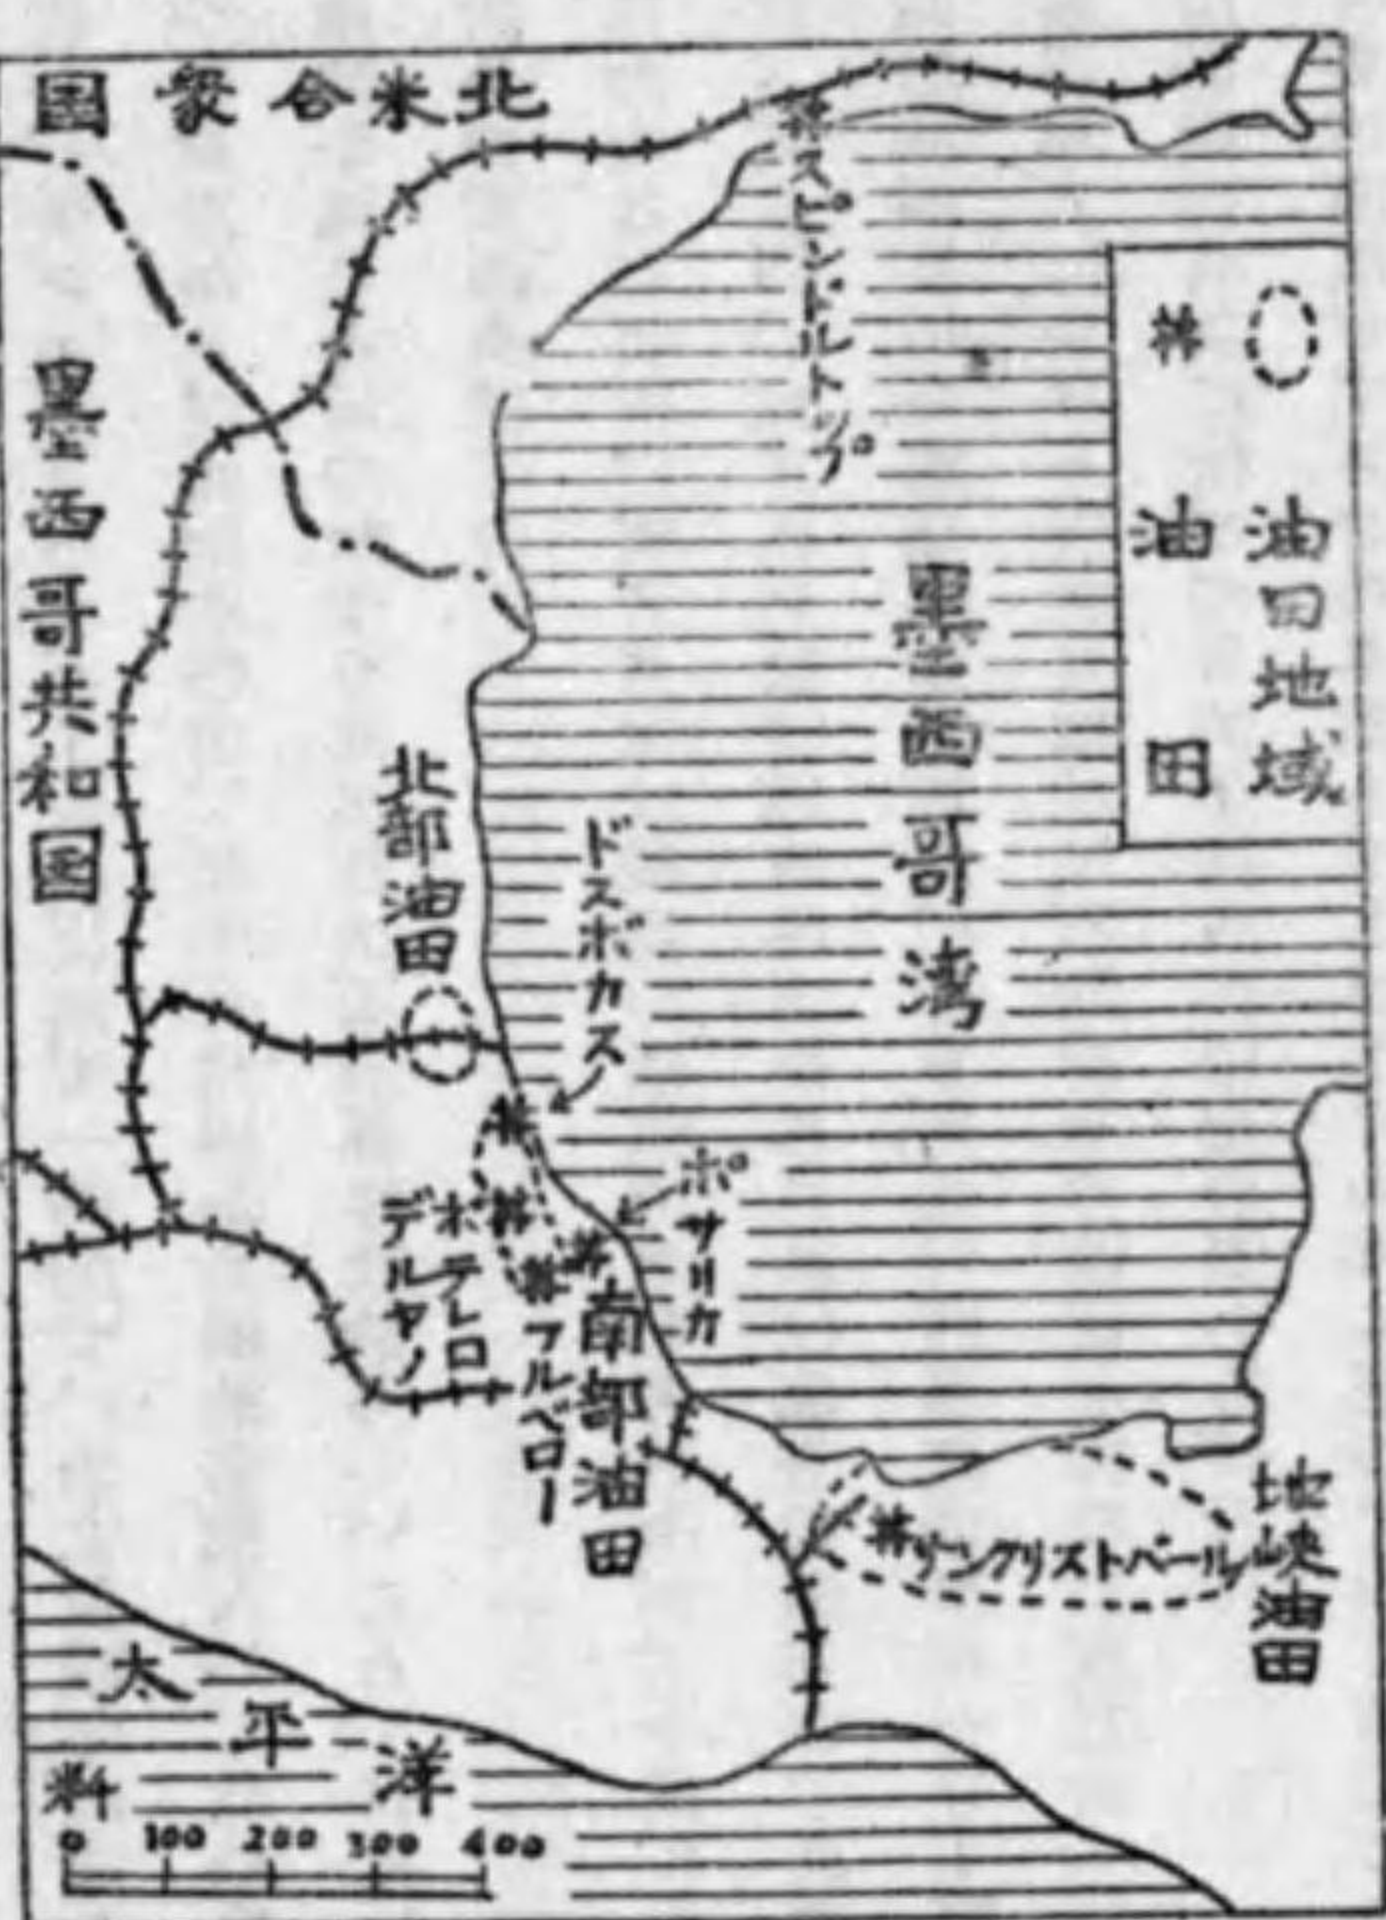 北米合衆國
墨西哥共和国
スピンドルトップ
油田地域
油田
墨西哥湾
北部油田
ドスボカス
ポサリカ
ポテレロ
デルヤノ
フルベロー
南部油田
サンクリストバール
地峡油田
太平洋
粁
0 100 200 300 400